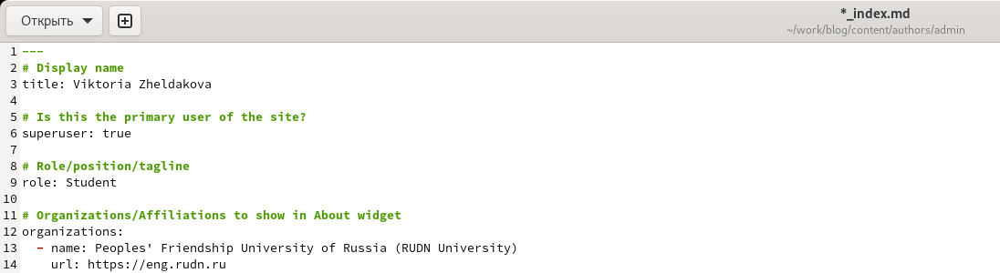 Открыть
*_index.md
~/work/blog/content/authors/admin
1 ---
2 # Display name
3 title: Viktoria Zheldakova
4
5 # Is this the primary user of the site?
6 superuser: true
7
8 # Role/position/tagline
9 role: Student
10
11 # Organizations/Affiliations to show in About widget
12 organizations:
13   - name: Peoples' Friendship University of Russia (RUDN University)
14     url: https://eng.rudn.ru